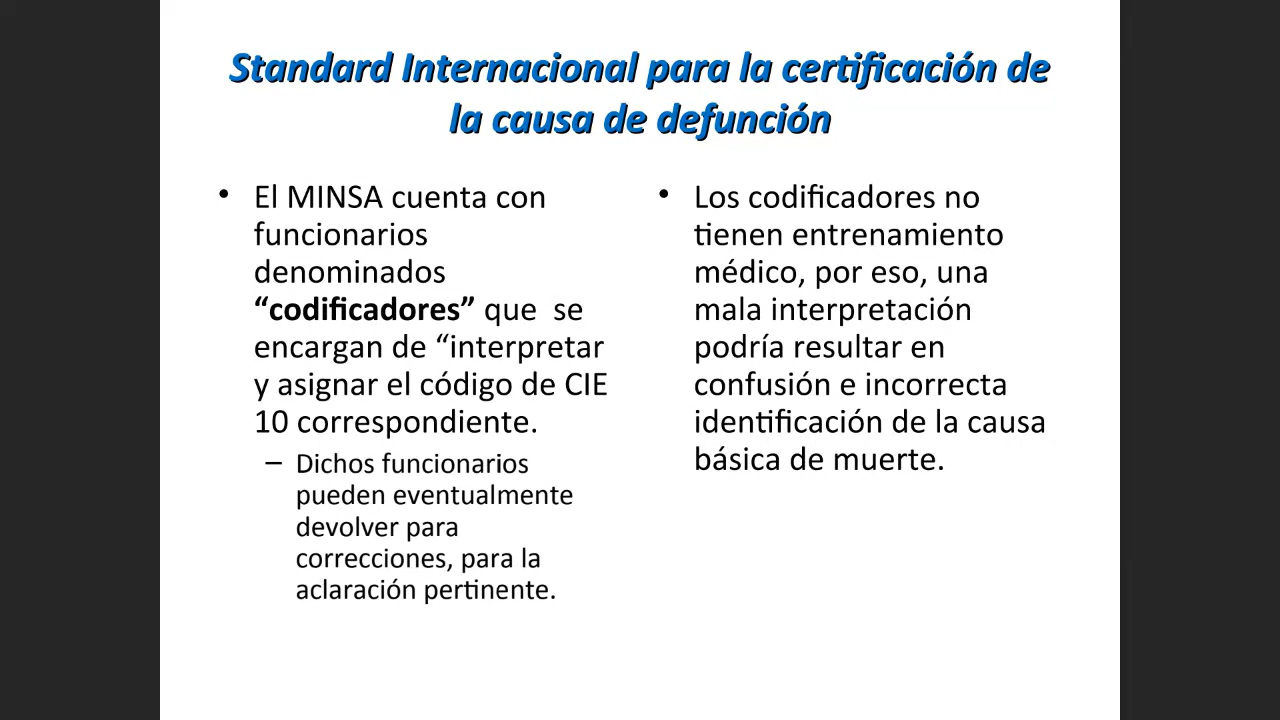 Standard Internacional para la certificación de
la causa de defunción
• El MINSA cuenta con
funcionarios
denominados
“codificadores” que  se
encargan de “interpretar
y asignar el código de CIE
10 correspondiente.
– Dichos funcionarios
pueden eventualmente
devolver para
correcciones, para la
aclaración pertinente.
• Los codificadores no
tienen entrenamiento
médico, por eso, una
mala interpretación
podría resultar en
confusión e incorrecta
identificación de la causa
básica de muerte.